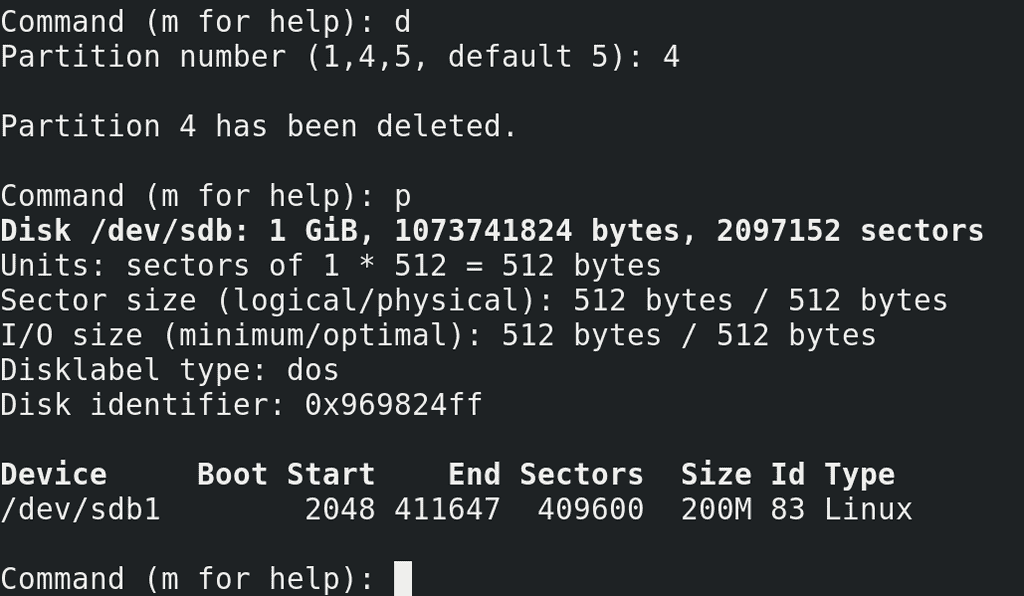 Command (m for help): d
Partition number (1,4,5, default 5): 4
Partition 4 has been deleted.
Command (m for help): p
Disk /dev/sdb: 1 GiB, 1073741824 bytes, 2097152 sectors
Units: sectors of 1 * 512 = 512 bytes
Sector size (logical/physical): 512 bytes / 512 bytes
I/O size (minimum/optimal): 512 bytes / 512 bytes
Disklabel type: dos
Disk identifier: 0x969824ff
Device     Boot Start    End Sectors  Size Id Type
/dev/sdb1        2048 411647  409600  200M 83 Linux
Command (m for help):